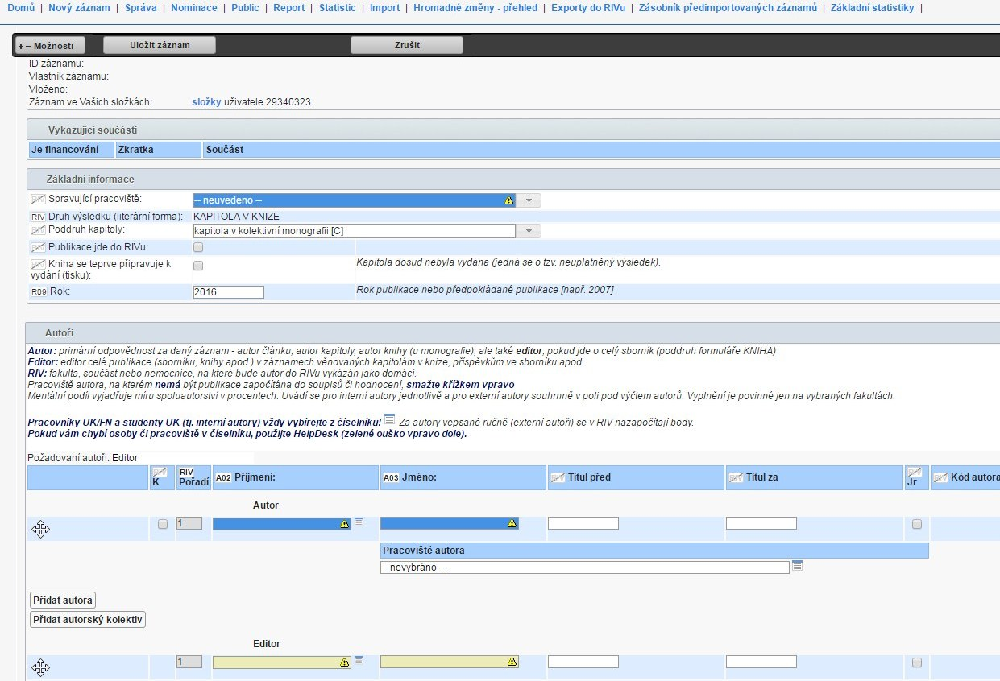 Domů | Nový záznam | Správa | Nominace | Public | Report | Statistic | Import | Hromadné změny - přehled | Exporty do RIVu | Zásobník předimportovaných záznamů | Základní statistiky |
Možnosti Uložit záznam Zrušit
ID záznamu:
Vlastník záznamu:
Vloženo:
Záznam ve Vašich složkách: složky uživatele 29340323
Vykazující součásti
Je financování Zkratka Součást
Základní informace
Spravující pracoviště: -- neuvedeno --
RIV Druh výsledku (literární forma): KAPITOLA V KNIZE
Poddruh kapitoly: kapitola v kolektivní monografii [C]
Publikace jde do RIVu:
Kniha se teprve připravuje k vydání (tisku): Kapitola dosud nebyla vydána (jedná se o tzv. neuplatněný výsledek).
R09 Rok: 2016 Rok publikace nebo předpokládané publikace [např. 2007]
Autoři
Autor: primární odpovědnost za daný záznam - autor článku, autor kapitoly, autor knihy (u monografie), ale také editor, pokud jde o celý sborník (poddruh formuláře KNIHA)
Editor: editor celé publikace (sborníku, knihy apod.) v záznamech věnovaných kapitolám v knize, příspěvkům ve sborníku apod.
RIV: fakulta, součást nebo nemocnice, na které bude autor do RIVu vykázán jako domácí.
Pracoviště autora, na kterém nemá být publikace započítána do soupisů či hodnocení, smažte křížkem vpravo
Mentální podíl vyjadřuje míru spoluautorství v procentech. Uvádí se pro interní autory jednotlivě a pro externí autory souhrnně v poli pod výčtem autorů. Vyplnění je povinné jen na vybraných fakultách.
Pracovníky UK/FN a studenty UK (tj. interní autory) vždy vybírejte z číselníku! Za autory vepsané ručně (externí autoři) se v RIV nezapočítají body.
Pokud vám chybí osoby či pracoviště v číselníku, použijte HelpDesk (zelené ouško vpravo dole).
Požadovaní autoři: Editor
K RIV Pořadí A02 Příjmení: A03 Jméno: Titul před Titul za Jr Kód autora
Autor
1
Pracoviště autora
-- nevybráno --
Přidat autora
Přidat autorský kolektiv
Editor
1